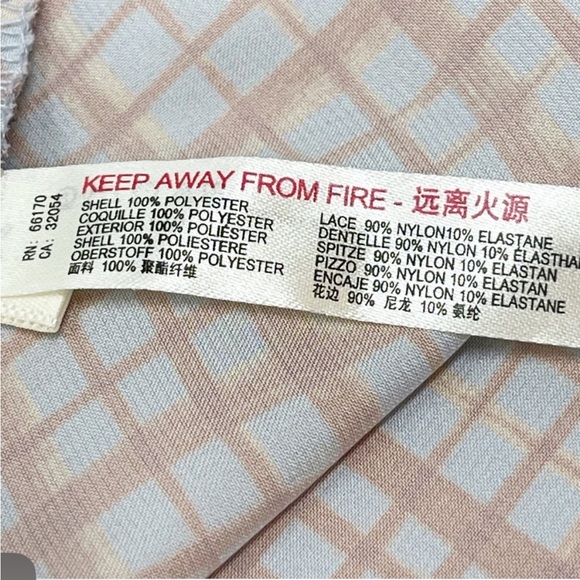 RN: 66170
CA: 32054
KEEP AWAY FROM FIRE - 远离火源
SHELL 100% POLYESTER
COQUILLE 100% POLYESTER
EXTERIOR 100% POLIÉSTER
SHELL 100% POLIESTERE
OBERSTOFF 100% POLYESTER
面料 100% 聚酯纤维
LACE 90% NYLON10% ELASTANE
DENTELLE 90% NYLON 10% ELASTHAN
SPITZE 90% NYLON 10% ELASTAN
PIZZO 90% NYLON 10% ELASTAN
ENCAJE 90% NYLON 10% ELASTANE
花边 90% 尼龙 10% 氨纶